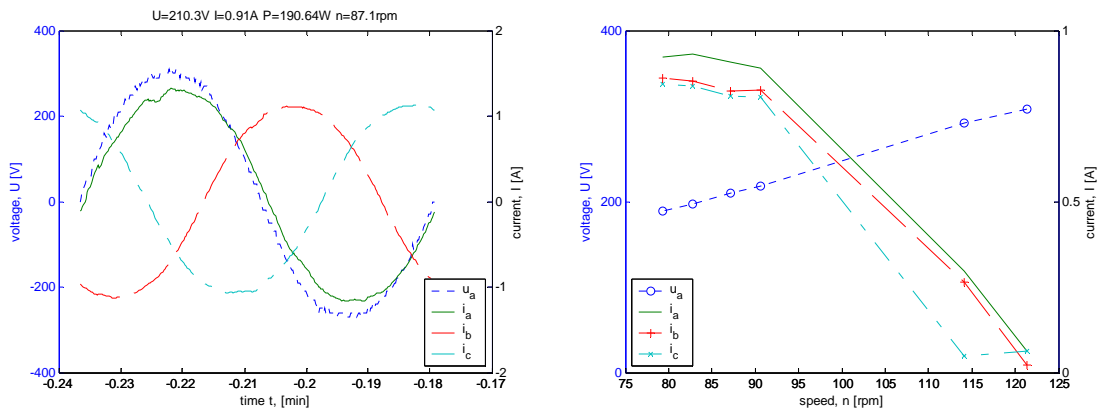 U=210.3V I=0.91A P=190.64W n=87.1rpm
400
200
0
-200
-400
voltage, U [V]
2
1
0
-1
-2
current, I [A]
-0.24
-0.23
-0.22
-0.21
-0.2
-0.19
-0.18
-0.17
time t, [min]
u_a
i_a
i_b
i_c
400
200
0
voltage, U [V]
1
0.5
0
current, I [A]
75
80
85
90
95
100
105
110
115
120
125
speed, n [rpm]
u_a
i_a
i_b
i_c